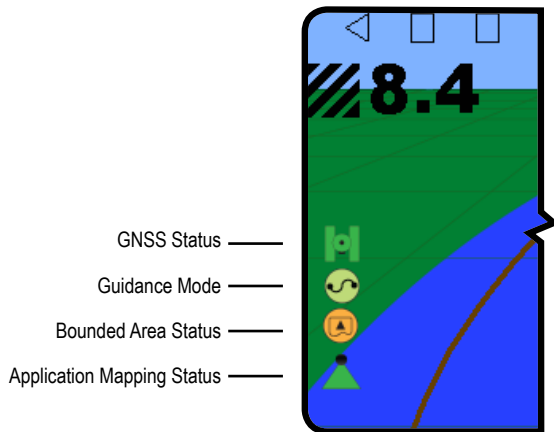 8.4
GNSS Status
Guidance Mode
Bounded Area Status
Application Mapping Status